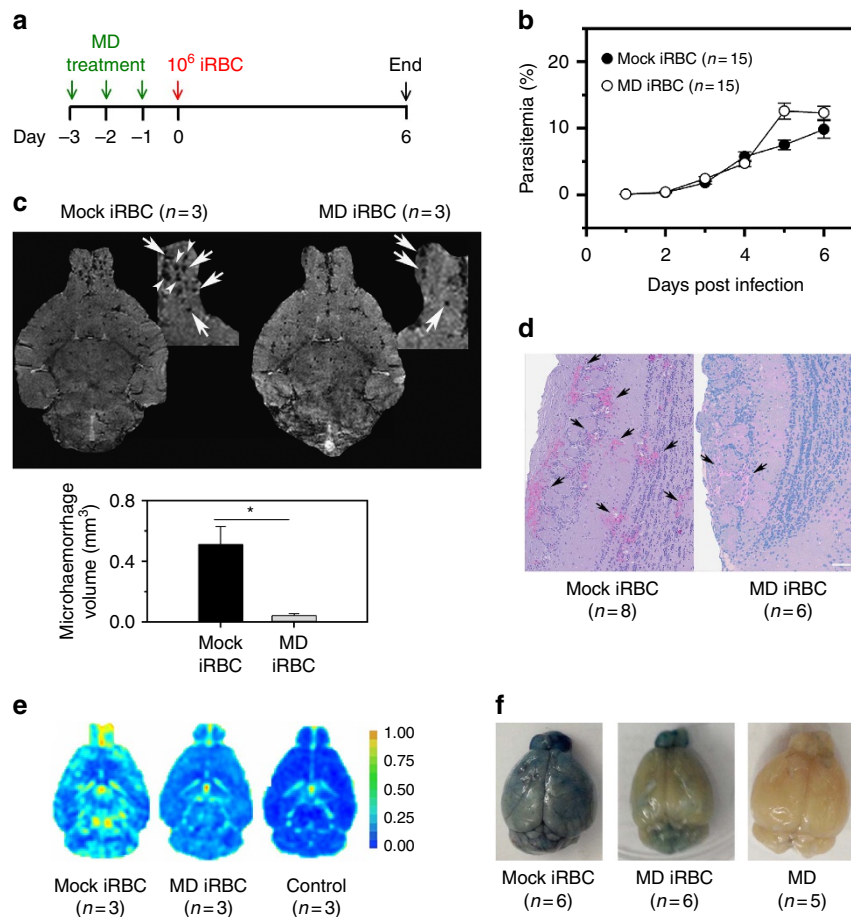 a
MD
treatment
10⁶ iRBC
End
Day
−3
−2
−1
0
6
b
Parasitemia (%)
20
10
0
Mock iRBC (n=15)
MD iRBC (n=15)
0
2
4
6
Days post infection
c
Mock iRBC (n=3)
MD iRBC (n=3)
Microhaemorrhage
volume (mm³)
0.8
0.4
0.0
*
Mock
iRBC
MD
iRBC
d
Mock iRBC
(n=8)
MD iRBC
(n=6)
e
1.00
0.75
0.50
0.25
0.00
Mock iRBC
(n=3)
MD iRBC
(n=3)
Control
(n=3)
f
Mock iRBC
(n=6)
MD iRBC
(n=6)
MD
(n=5)